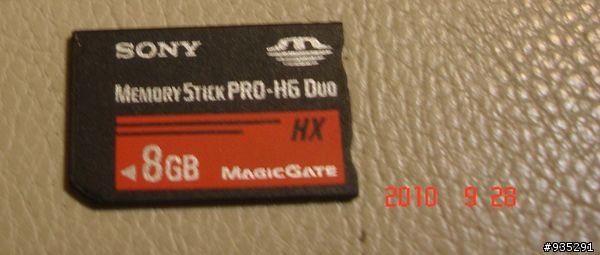 SONY
MEMORY STICK PRO-HG DUO
HX
8GB
MAGICGATE
2010 9 28
#935291